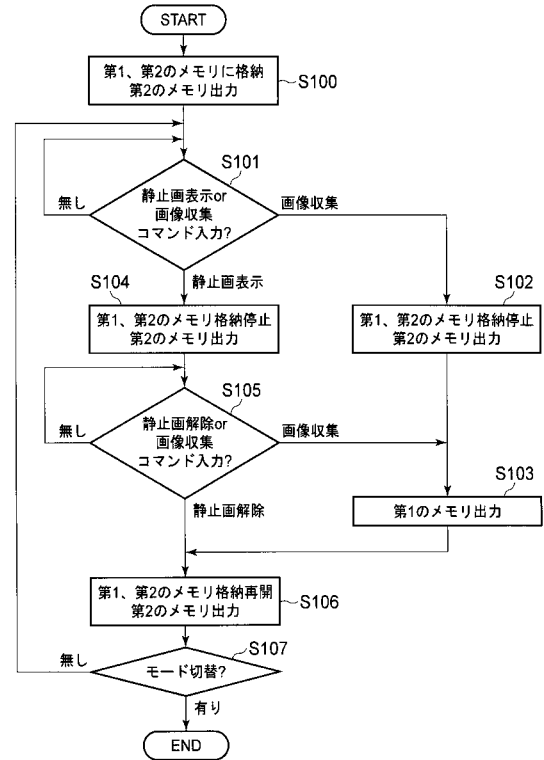 START
第1、第2のメモリに格納
第2のメモリ出力
S100
S101
静止画表示or
画像収集
コマンド入力?
無し
画像収集
静止画表示
S104
第1、第2のメモリ格納停止
第2のメモリ出力
S102
第1、第2のメモリ格納停止
第2のメモリ出力
S105
静止画解除or
画像収集
コマンド入力?
無し
画像収集
静止画解除
S103
第1のメモリ出力
第1、第2のメモリ格納再開
第2のメモリ出力
S106
S107
モード切替?
無し
有り
END